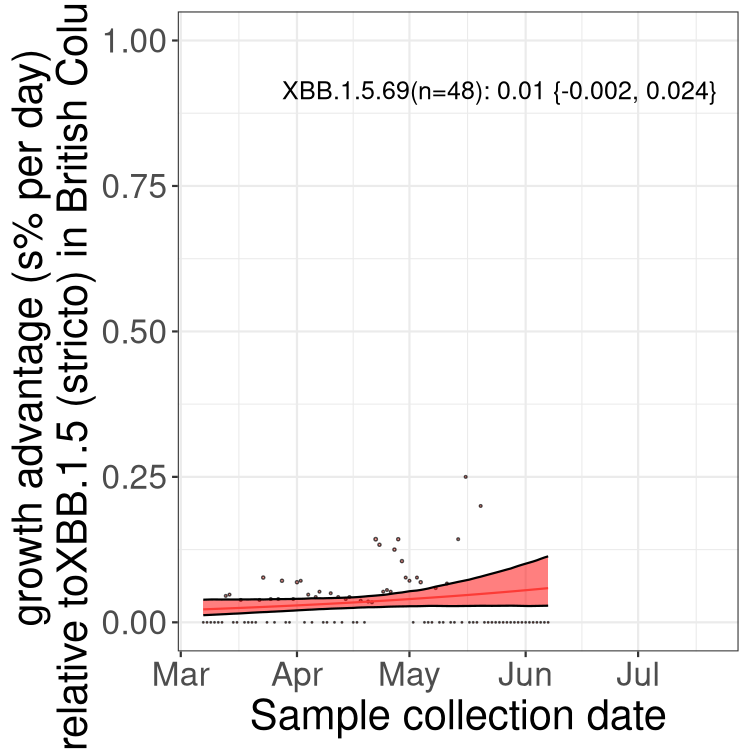 growth advantage (s% per day)
relative toXBB.1.5 (stricto) in British Colu
1.00
0.75
0.50
0.25
0.00
XBB.1.5.69(n=48): 0.01 {-0.002, 0.024}
Mar Apr May Jun Jul
Sample collection date